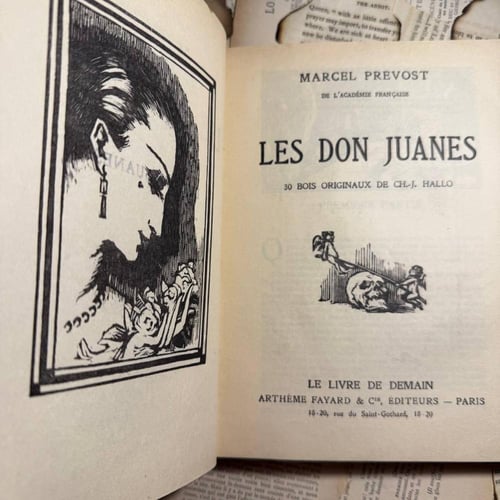 MARCEL PREVOST
DE L'ACADÉMIE FRANÇAISE
LES DON JUANES
30 BOIS ORIGINAUX DE CH.-J. HALLO
LE LIVRE DE DEMAIN
ARTHÈME FAYARD & Cie, ÉDITEURS – PARIS
18-20, rue du Saint-Gothard, 18-20